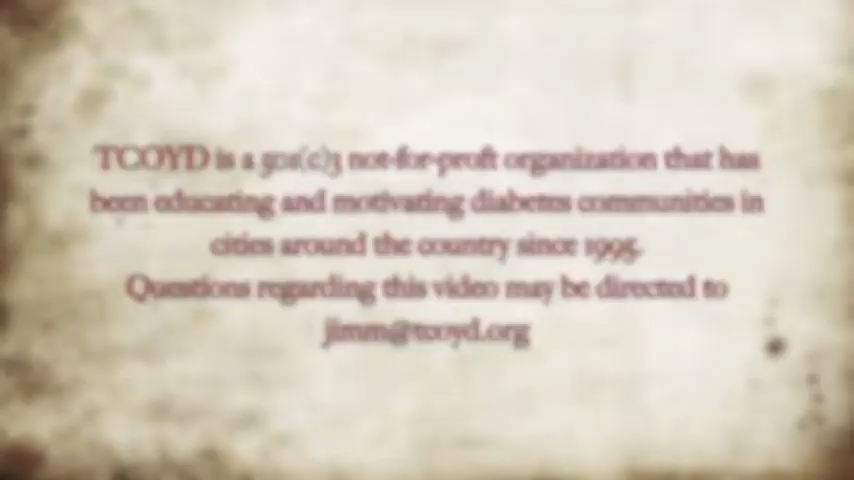 TCOYD is a 501(c)3 not-for-proft organization that has
been educating and motivating diabetes communities in
cities around the country since 1995.
Questions regarding this video may be directed to
jimm@tcoyd.org